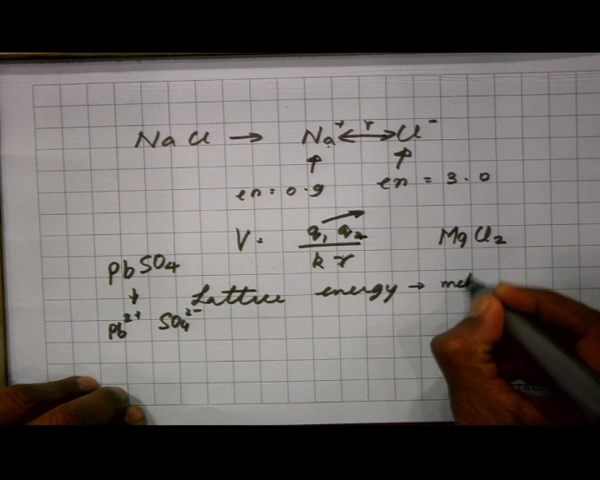 NaCl → Na⁺ ←r→ Cl⁻
en = 0.9
en = 3.0
V = q₁ q₂ / k r
MgCl₂
PbSO₄
Lattice energy →
Pb²⁺ SO₄²⁻